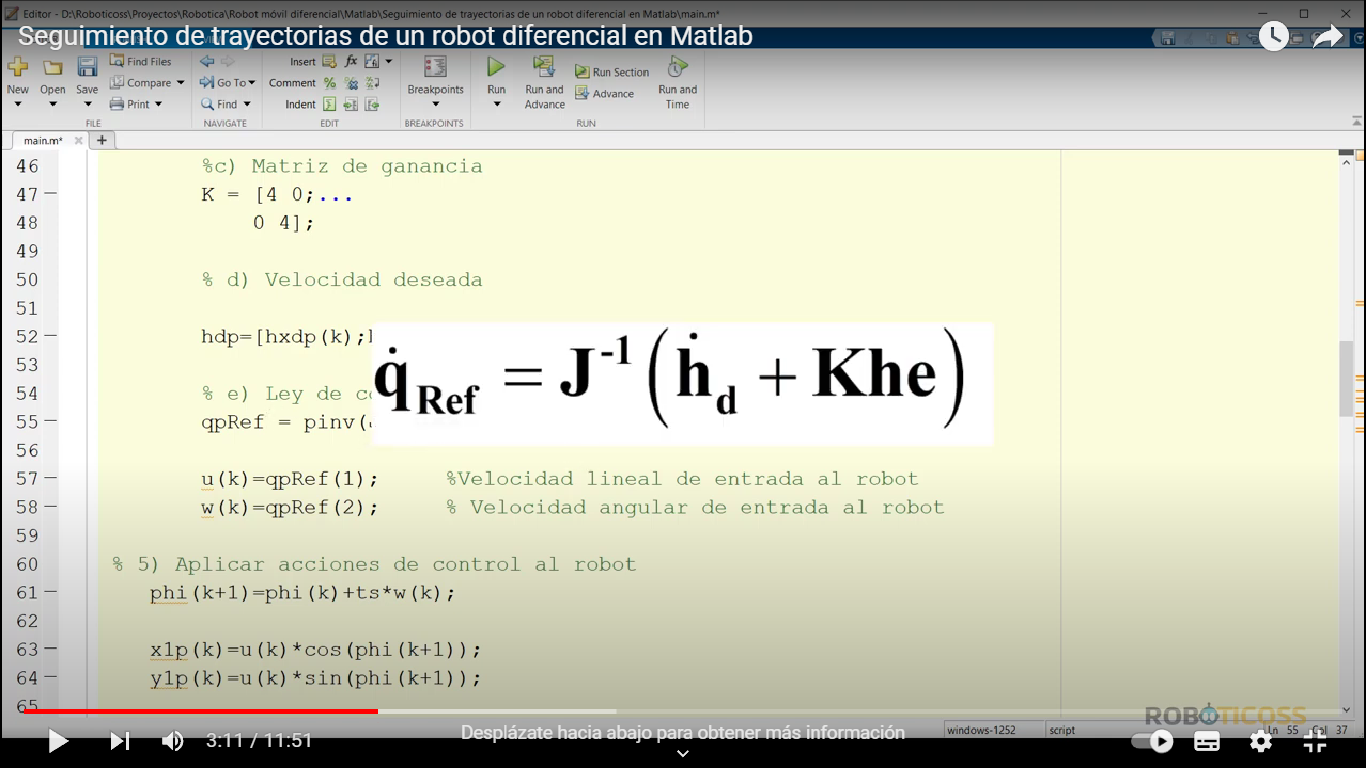 Editor - D:\Roboticoss\Proyectos\Robotica\Robot móvil diferencial\Matlab\Seguimiento de trayectorias de un robot diferencial en Matlab\main.m*
Seguimiento de trayectorias de un robot diferencial en Matlab
New Open Save Find Files Compare Print Go To Find Insert fx Comment Indent Breakpoints Run Run and Advance Run Section Advance Run and Time
FILE NAVIGATE EDIT BREAKPOINTS RUN
main.m*
46 %c) Matriz de ganancia
47 K = [4 0;...
48 0 4];
49
50 % d) Velocidad deseada
51
52 hdp=[hxdp(k);
53
54 % e) Ley de
55 qpRef = pinv(
q̇Ref = J-1(ḣd + Khe)
56
57 u(k)=qpRef(1); %Velocidad lineal de entrada al robot
58 w(k)=qpRef(2); % Velocidad angular de entrada al robot
59
60 % 5) Aplicar acciones de control al robot
61 phi(k+1)=phi(k)+ts*w(k);
62
63 x1p(k)=u(k)*cos(phi(k+1));
64 y1p(k)=u(k)*sin(phi(k+1));
65
ROBOTICOSS
windows-1252 script Ln 55 Col 37
3:11 / 11:51
Desplázate hacia abajo para obtener más información